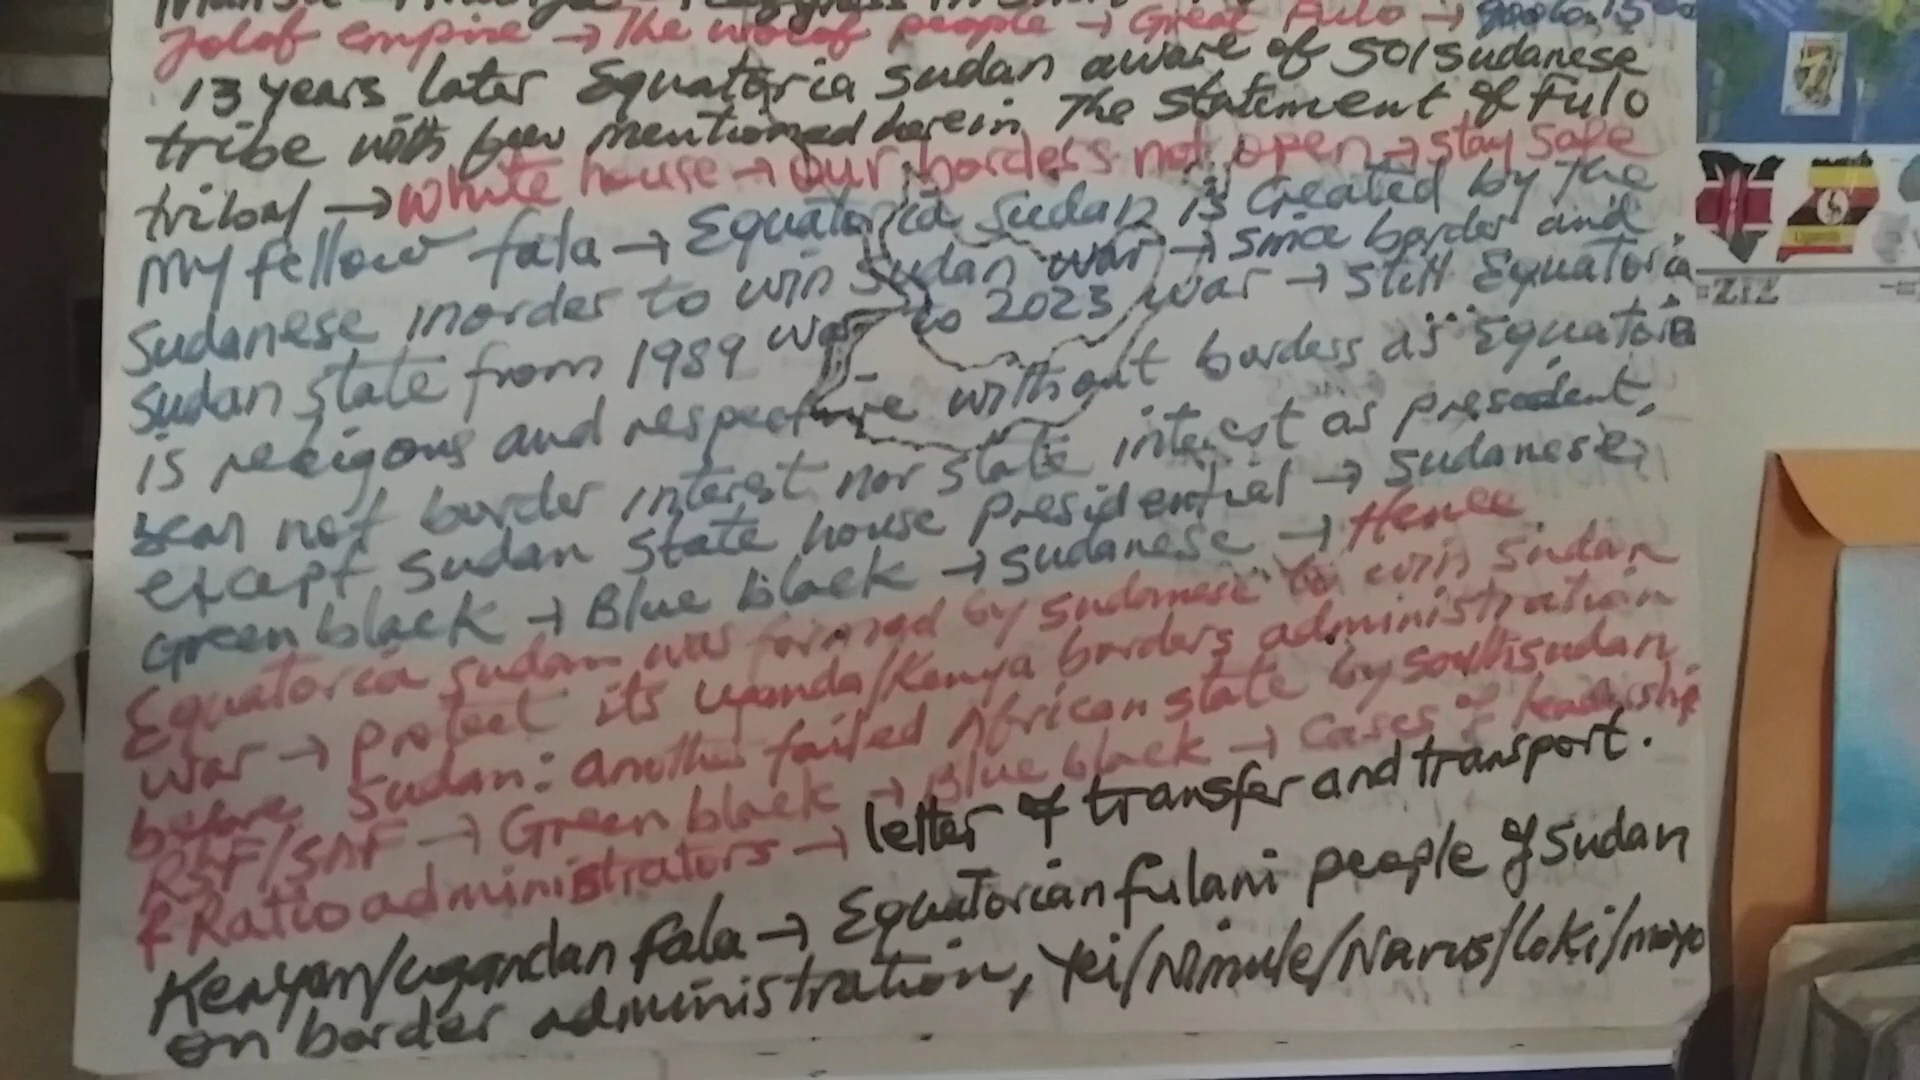 Jolof empire → The wolof people → Great Fulo →
13 years later Equatoria Sudan aware of 501 Sudanese
tribe with few mentioned herein. The Statement of Fulo
tribal → White house → Our borders not open → stay safe
My fellow fala → Equatoria Sudan is created by the
Sudanese inorder to win Sudan war → since border and
Sudan state from 1989 war to 2023 war → still Equatoria
is religous and respective without borders as Equatoria
bear not border interest nor state interest as president,
except Sudan State house presidential → Sudanese,
Green black → Blue black → Sudanese → Hence
Equatoria Sudan was formed by Sudanese to win Sudan
war → protect its Uganda/Kenya borders administration
before Sudan: another failed African state by southsudan
RSF/SAF → Green black → Blue black → Cases of leadership
& Ratio administrators → letter of transfer and transport.
Kenyan/ugandan fala → Equatorian fulani people of Sudan
on border administration, Yei/Nimule/Narus/Loki/moyo
Uganda